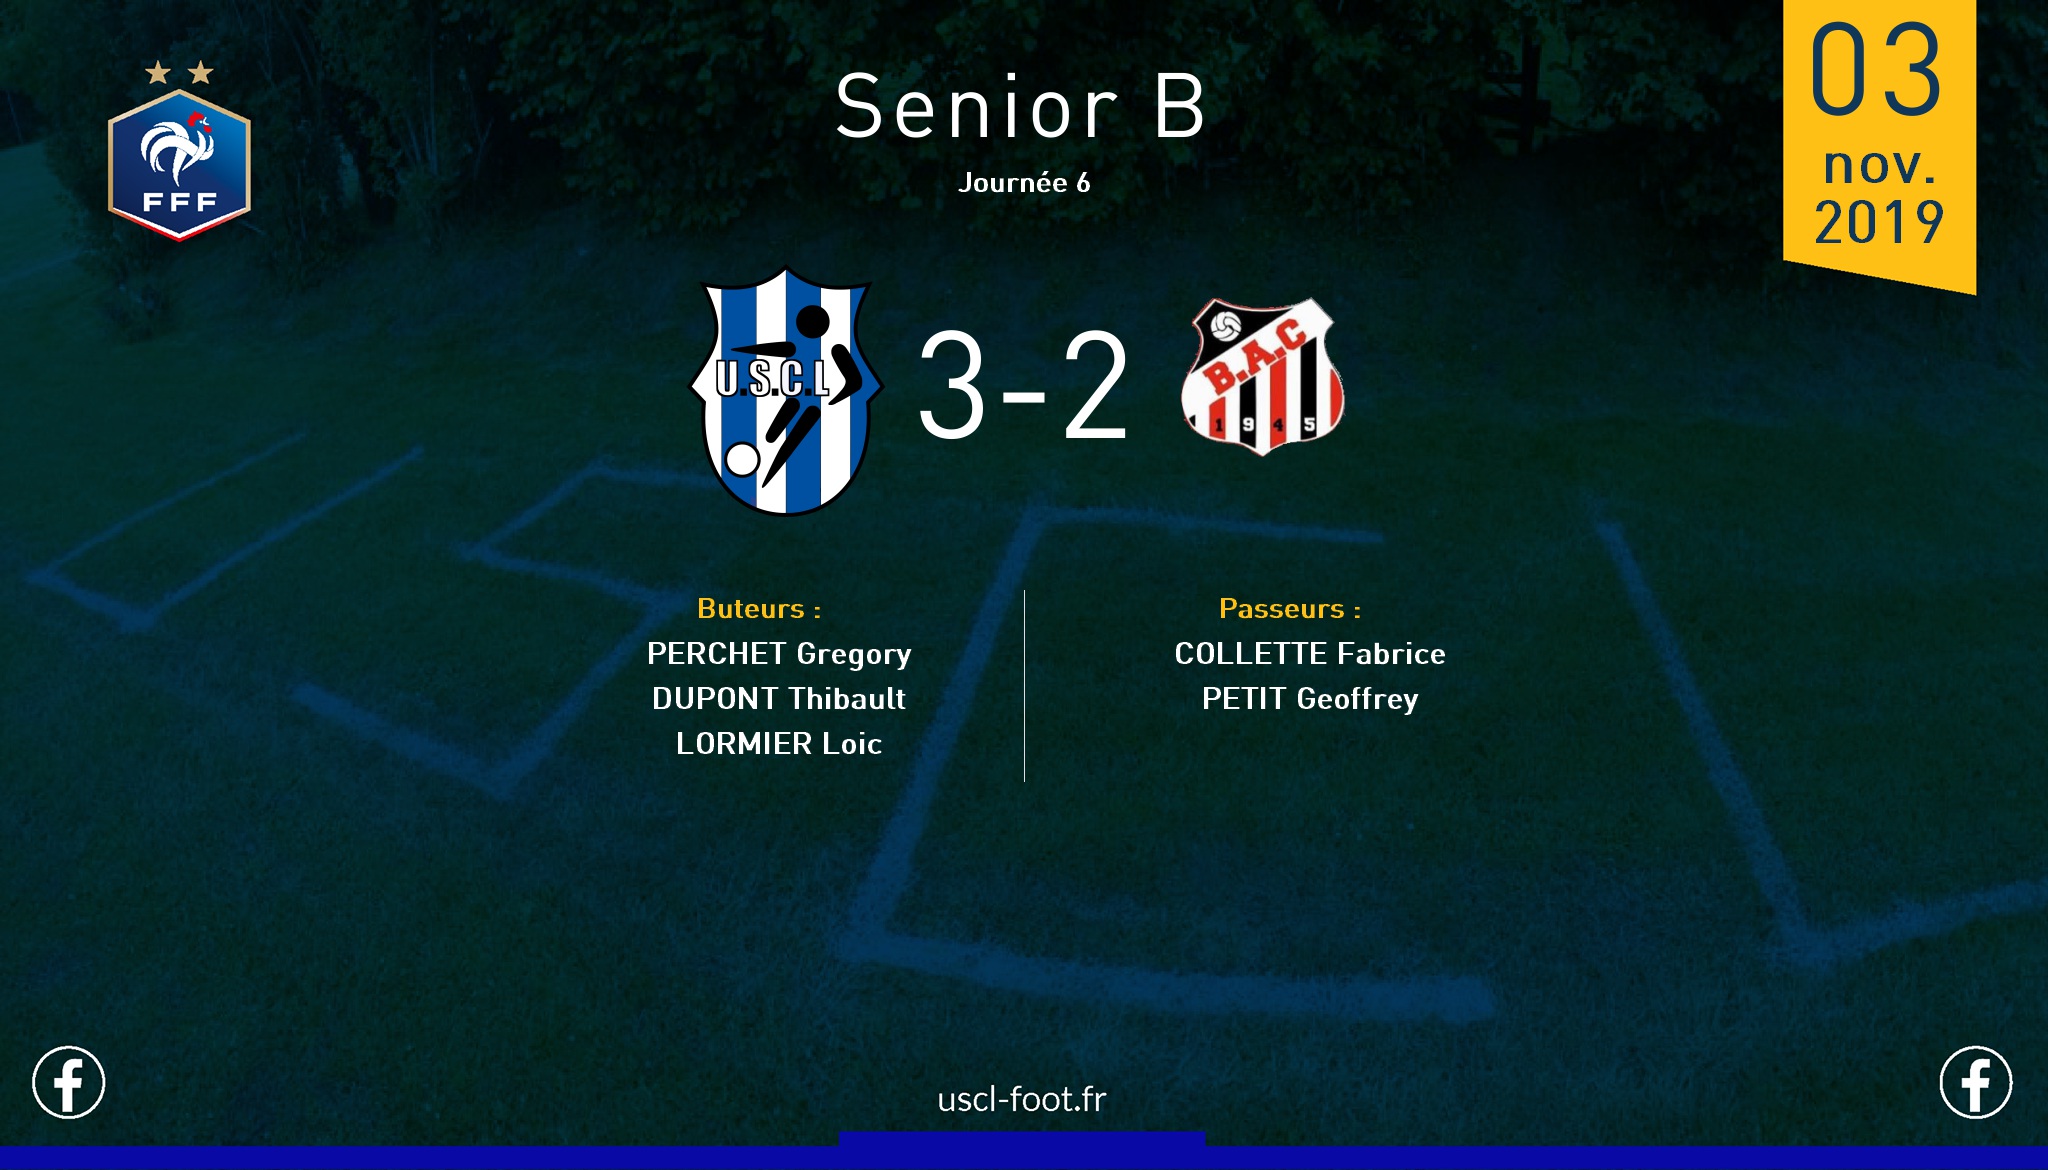 FFF
Senior B
Journée 6
03
nov.
2019
U.S.C.L
3-2
B.A.C
1945
Buteurs :
PERCHET Gregory
DUPONT Thibault
LORMIER Loic
Passeurs :
COLLETTE Fabrice
PETIT Geoffrey
USCL
uscl-foot.fr